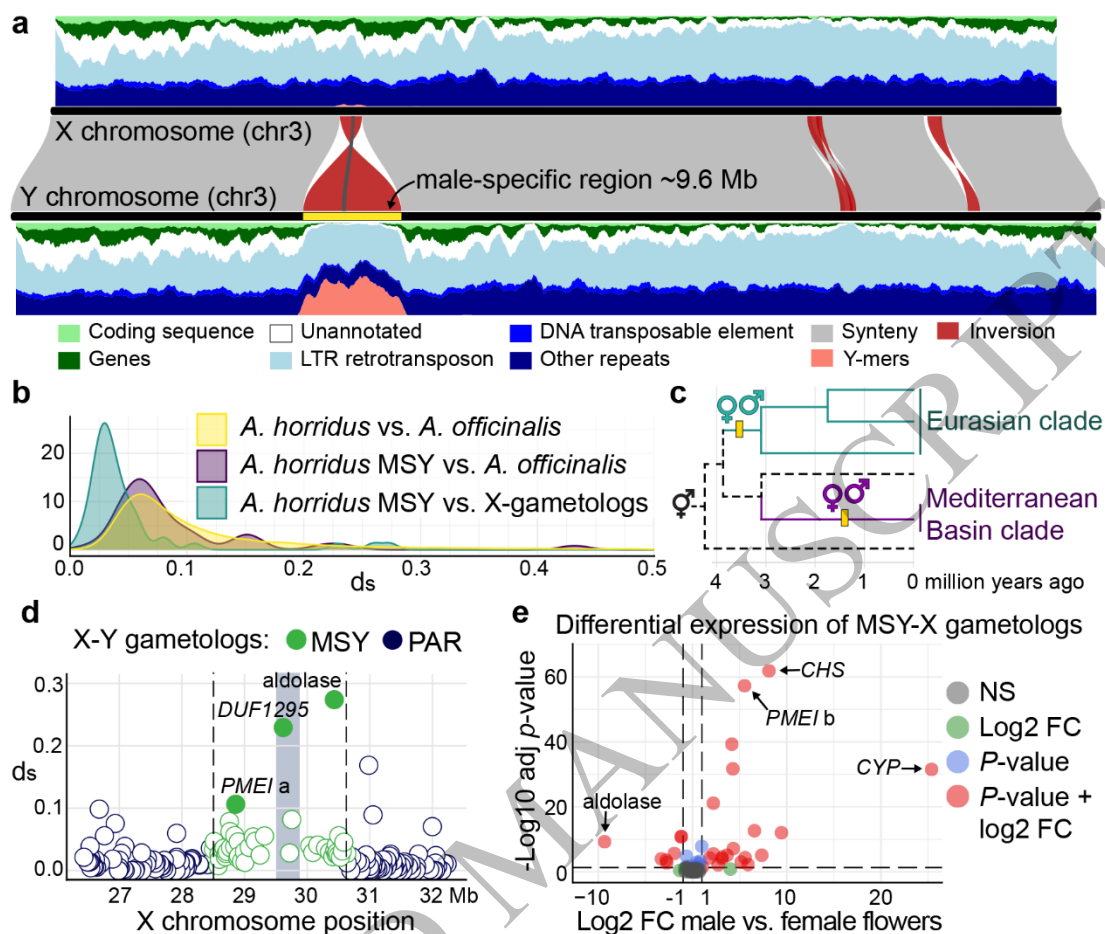 a
X chromosome (chr3)
Y chromosome (chr3)
male-specific region ~9.6 Mb
Coding sequence Unannotated DNA transposable element Synteny Inversion
Genes LTR retrotransposon Other repeats Y-mers
b
20
10
0
A. horridus vs. A. officinalis
A. horridus MSY vs. A. officinalis
A. horridus MSY vs. X-gametologs
0.0 0.1 0.2 0.3 0.4 0.5
ds
c
♀♂
Eurasian clade
⚥
♀♂
Mediterranean
Basin clade
4 3 2 1 0 million years ago
d
X-Y gametologs: MSY PAR
0.3
0.2
0.1
0.0
ds
aldolase
DUF1295
PMEI a
27 28 29 30 31 32 Mb
X chromosome position
e
Differential expression of MSY-X gametologs
-Log10 adj p-value
60
40
20
0
CHS
PMEI b
CYP
aldolase
NS
Log2 FC
P-value
P-value +
log2 FC
−10 -1 1 10 20
Log2 FC male vs. female flowers
D MANUSCRIPT